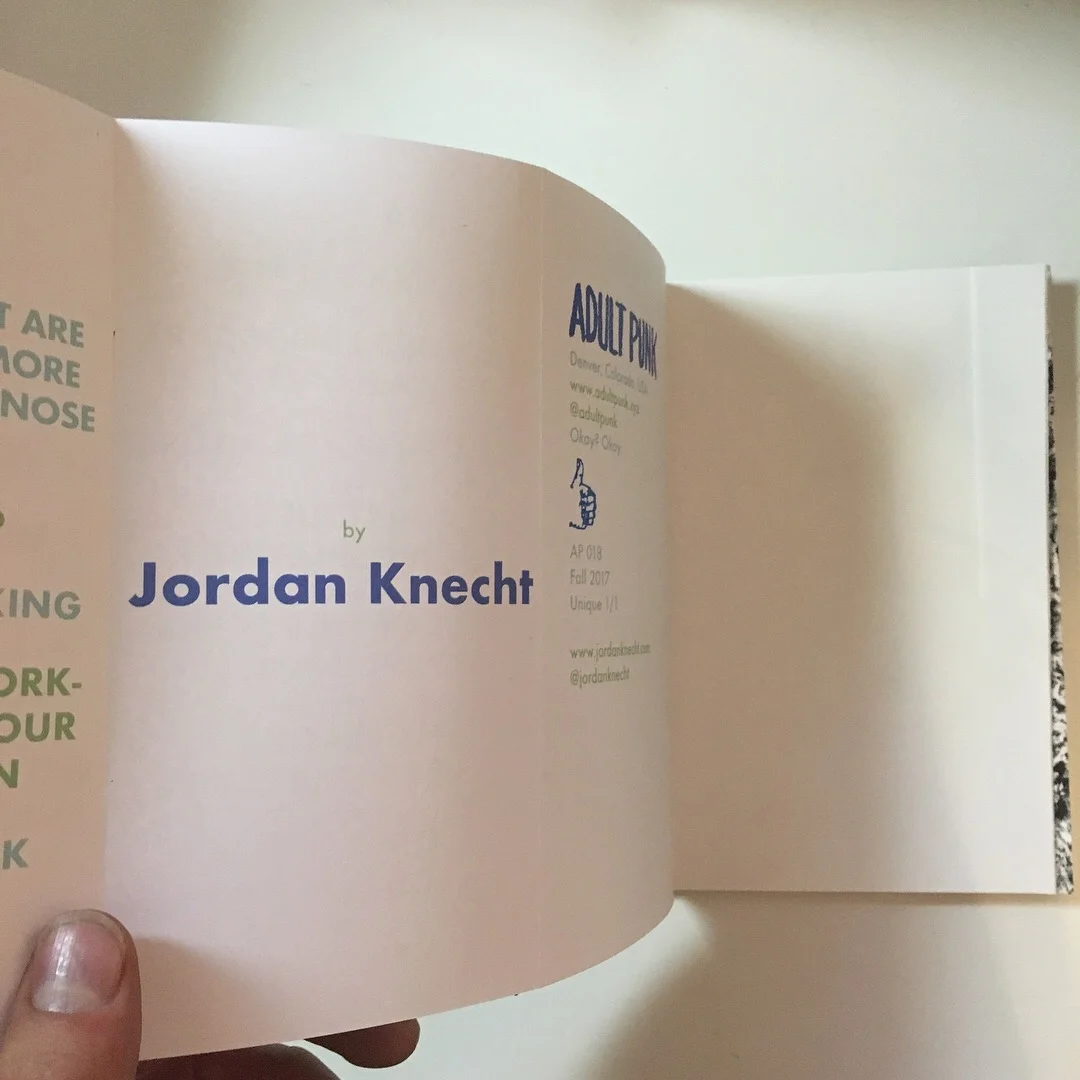 T ARE
MORE
NOSE
KING
ORK-
OUR
N
K
by
Jordan Knecht
ADULT PUNK
Denver, Colorado, USA
www.adultpunk.xyz
@adultpunk
Okay? Okay
AP 018
Fall 2017
Unique 1/1
www.jordanknecht.com
@jordanknecht